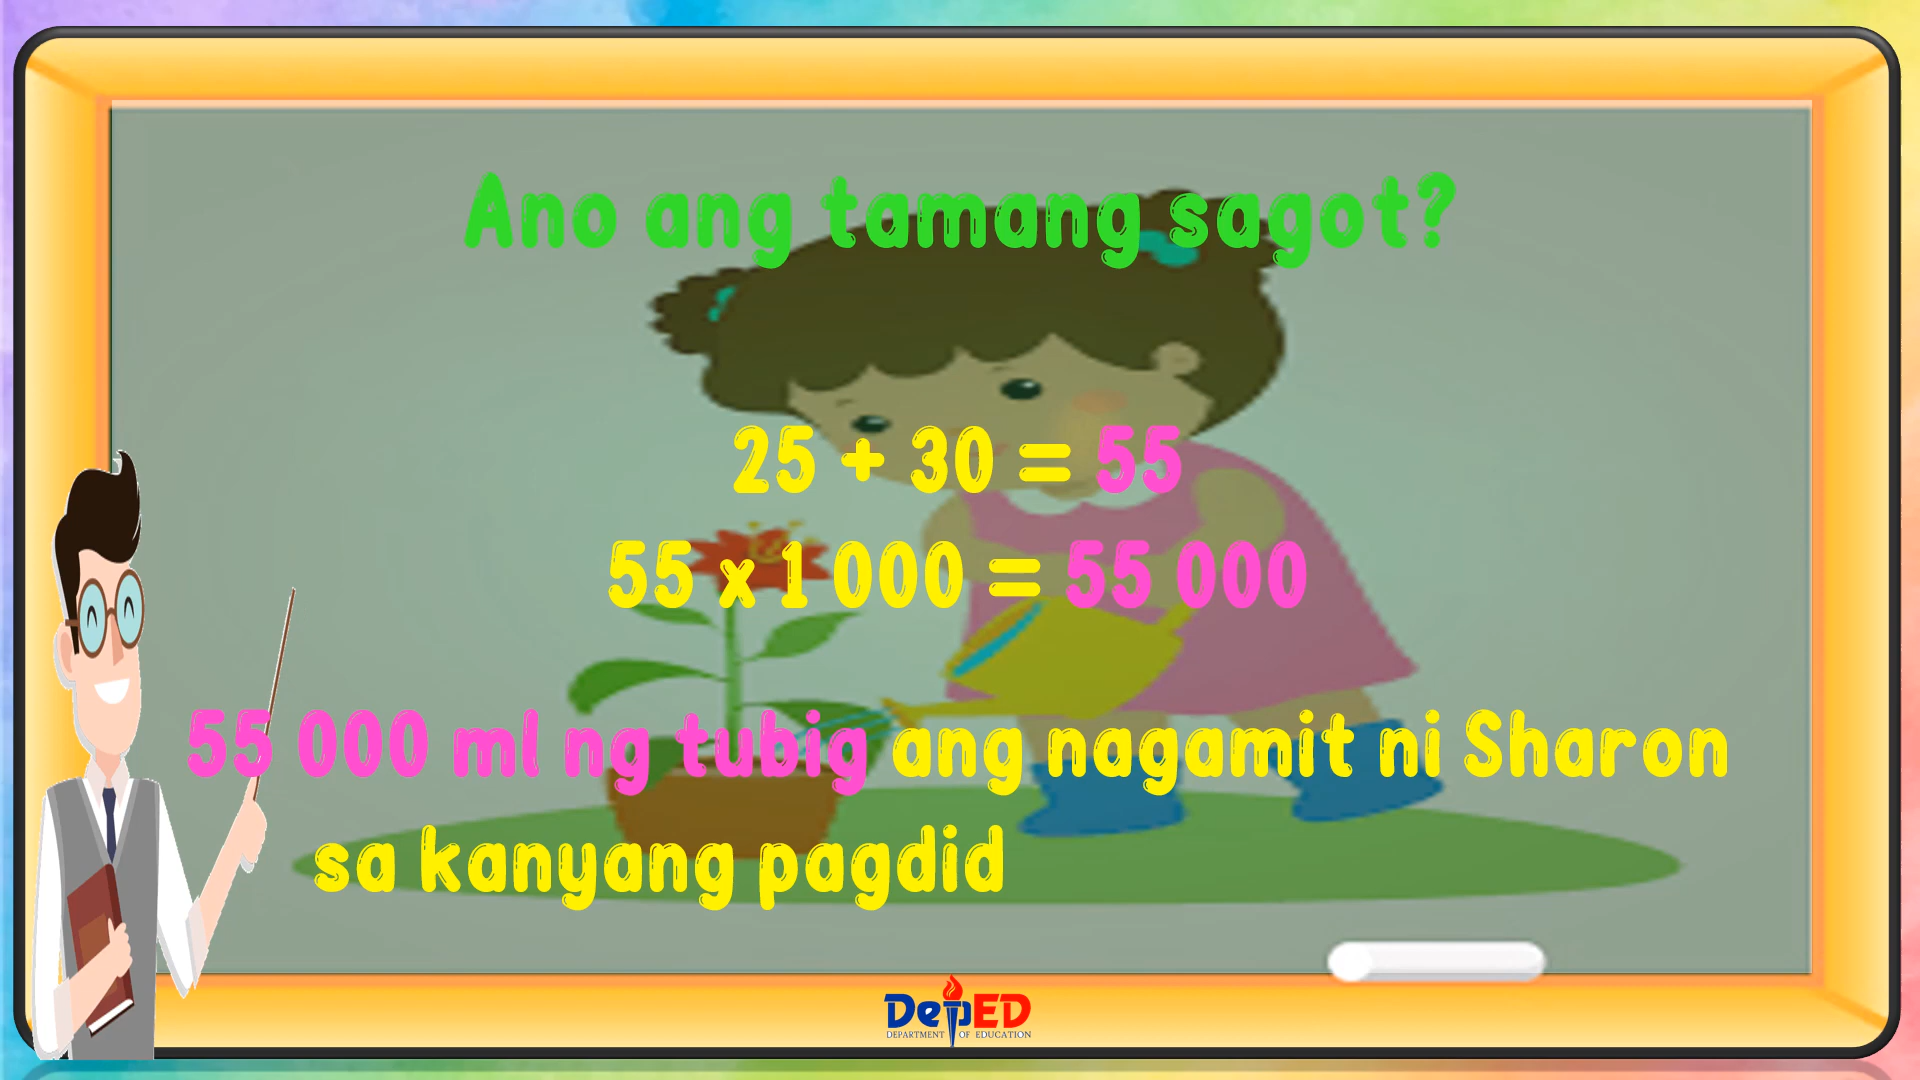 Ano ang tamang sagot?
25 + 30 = 55
55 x 1 000 = 55 000
55 000 ml ng tubig ang nagamit ni Sharon
sa kanyang pagdid
DepED
DEPARTMENT OF EDUCATION